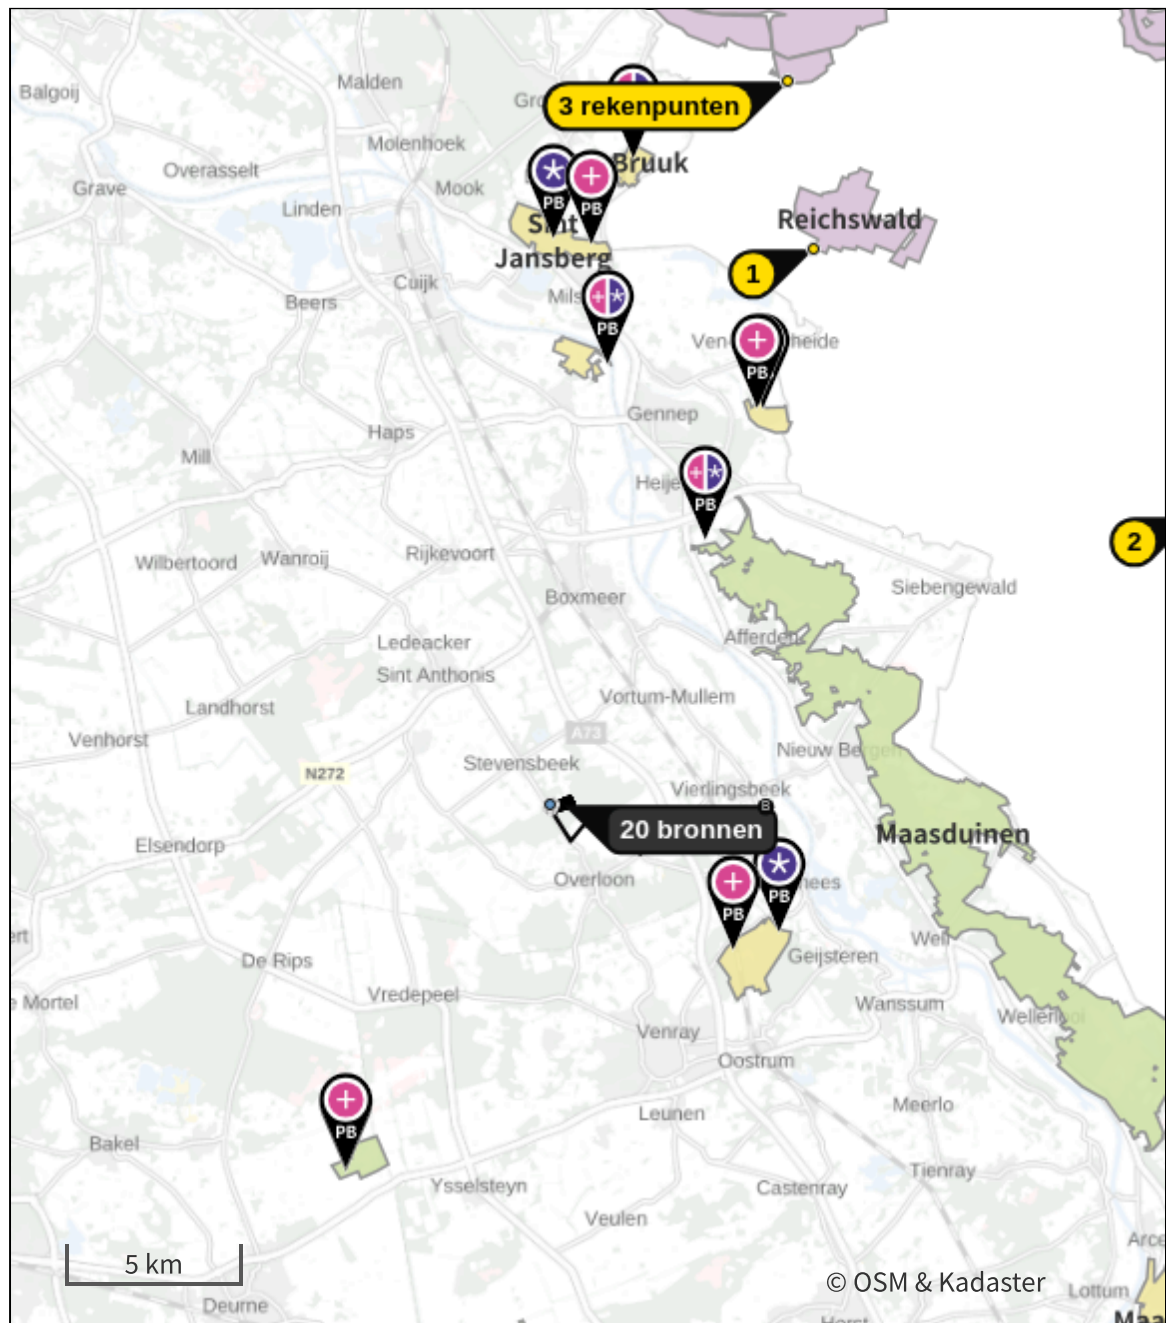 Malden
Balgoij
3 rekenpunten
Molenhoek
Bruuk
Overasselt
Grave
Mook
PB
PB
Linden
Sint
Jansberg
Reichswald
1
Cuijk
Beers
PB
PB
Gennep
Haps
Mill
PB
2
Wilbertoord
Wanroij
Rijkevoort
Siebengewald
Boxmeer
Afferden
Ledeacker
Sint Anthonis
Vortum-Mullem
Landhorst
Venhorst
A73
Nieuw Bergen
Stevensbeek
N272
Vierlingsbeek
B
20 bronnen
Maasduinen
Elsendorp
Overloon
PB
PB
Well
Geijsteren
De Rips
Vredepeel
Mortel
Wanssum
Wellerlooi
Venray
Oostrum
PB
Meerlo
Leunen
Bakel
Tienray
Ysselsteyn
Castenray
Veulen
5 km
© OSM & Kadaster
Lottum
Deurne